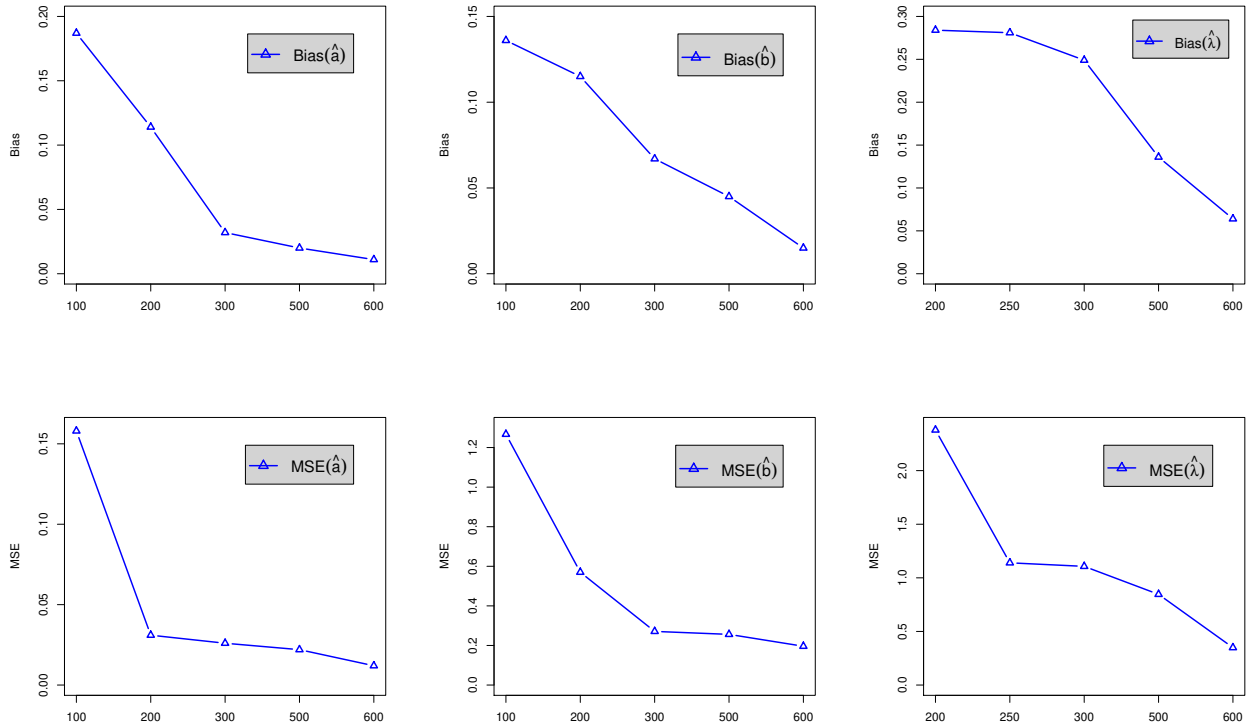 Bias
0.00 0.05 0.10 0.15 0.20
Bias(â)
100 200 300 500 600
Bias
0.00 0.05 0.10 0.15
Bias(b̂)
100 200 300 500 600
Bias
0.00 0.05 0.10 0.15 0.20 0.25 0.30
Bias(λ̂)
200 250 300 500 600
MSE
0.00 0.05 0.10 0.15
MSE(â)
100 200 300 500 600
MSE
0.0 0.2 0.4 0.6 0.8 1.0 1.2
MSE(b̂)
100 200 300 500 600
MSE
0.0 0.5 1.0 1.5 2.0
MSE(λ̂)
200 250 300 500 600